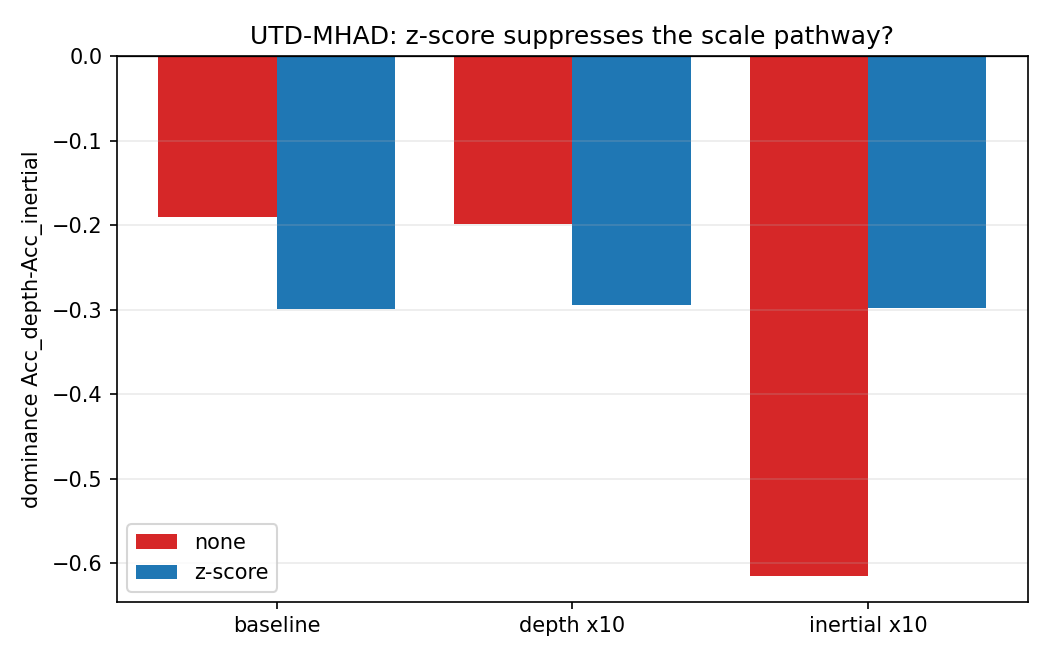 UTD-MHAD: z-score suppresses the scale pathway?
dominance Acc_depth-Acc_inertial
0.0
−0.1
−0.2
−0.3
−0.4
−0.5
−0.6
none
z-score
baseline
depth x10
inertial x10